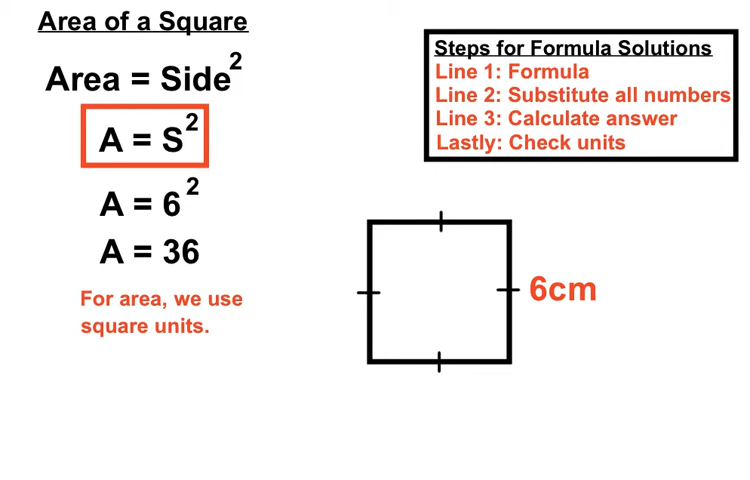 Area of a Square
Area = Side²
A = S²
A = 6²
A = 36
For area, we use
square units.
Steps for Formula Solutions
Line 1: Formula
Line 2: Substitute all numbers
Line 3: Calculate answer
Lastly: Check units
6cm